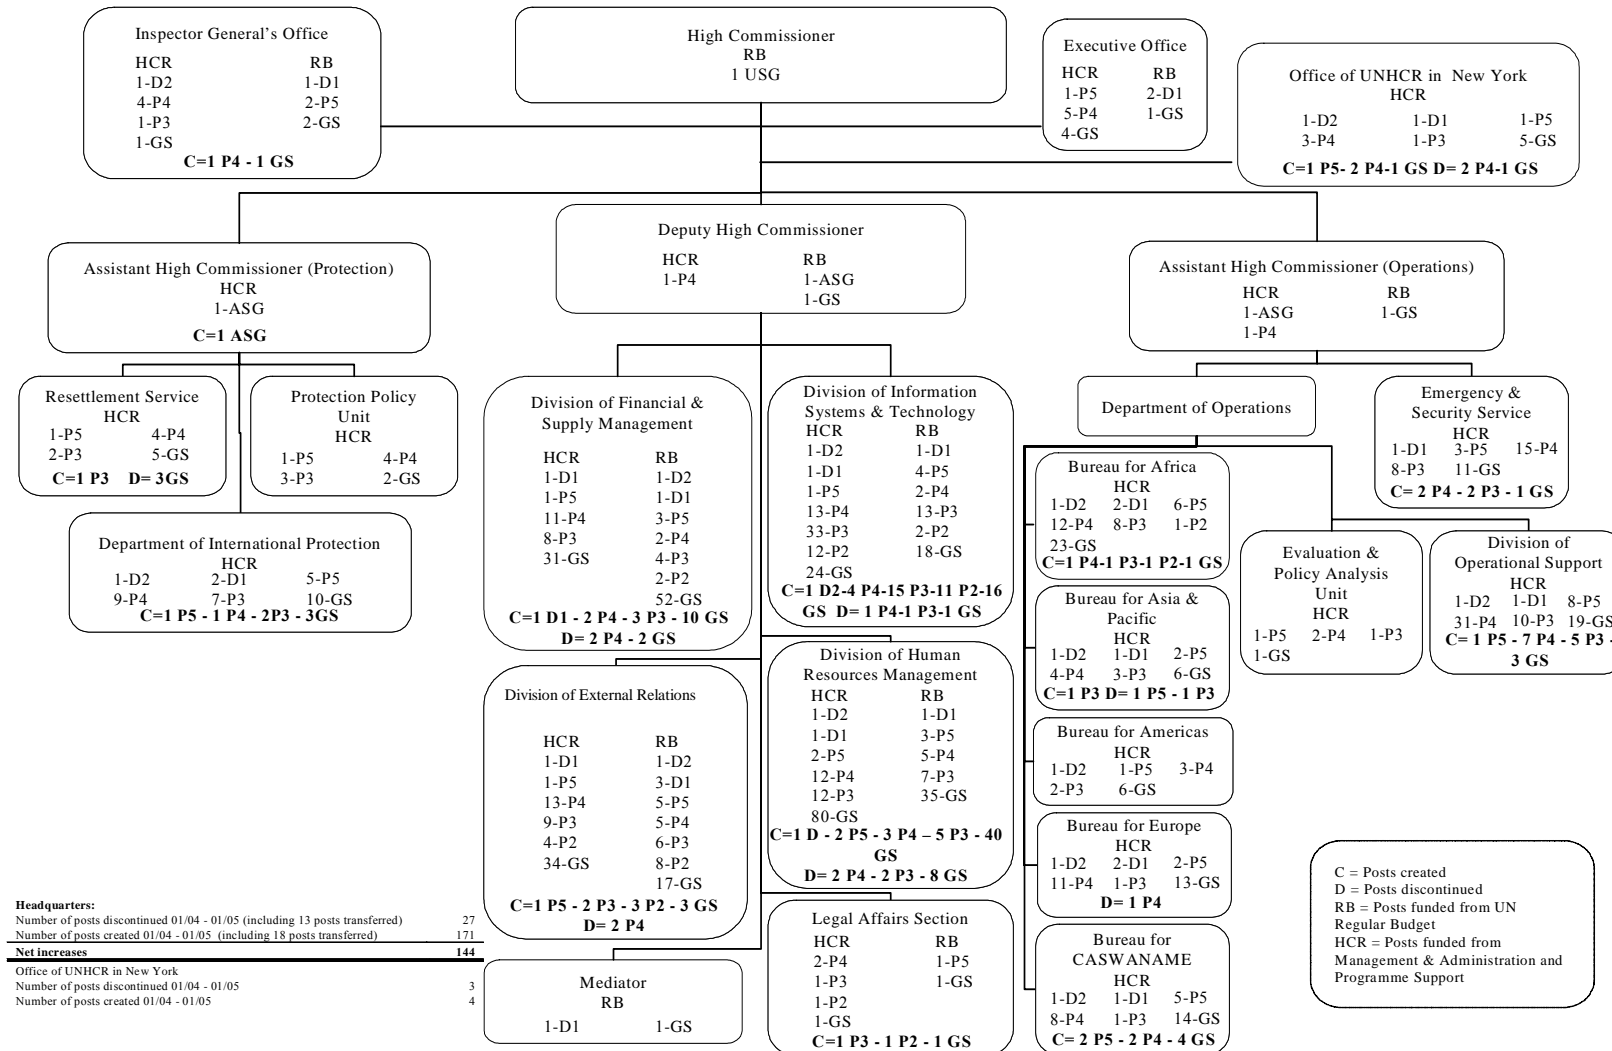 Inspector General's Office
HCR RB
1-D2 1-D1
4-P4 2-P5
1-P3 2-GS
1-GS
C=1 P4 - 1 GS
High Commissioner
RB
1 USG
Executive Office
HCR RB
1-P5 2-D1
5-P4 1-GS
4-GS
Office of UNHCR in New York
HCR
1-D2 1-D1 1-P5
3-P4 1-P3 5-GS
C=1 P5- 2 P4-1 GS D= 2 P4-1 GS
Assistant High Commissioner (Protection)
HCR
1-ASG
C=1 ASG
Deputy High Commissioner
HCR RB
1-P4 1-ASG
1-GS
Assistant High Commissioner (Operations)
HCR RB
1-ASG 1-GS
1-P4
Resettlement Service
HCR
1-P5 4-P4
2-P3 5-GS
C=1 P3 D= 3GS
Protection Policy
Unit
HCR
1-P5 4-P4
3-P3 2-GS
Department of International Protection
HCR
1-D2 2-D1 5-P5
9-P4 7-P3 10-GS
C=1 P5 - 1 P4 - 2P3 - 3GS
Division of Financial &
Supply Management
HCR RB
1-D1 1-D2
1-P5 1-D1
11-P4 3-P5
8-P3 2-P4
31-GS 4-P3
2-P2
52-GS
C=1 D1 - 2 P4 - 3 P3 - 10 GS
D= 2 P4 - 2 GS
Division of Information
Systems & Technology
HCR RB
1-D2 1-D1
1-D1 4-P5
1-P5 2-P4
13-P4 13-P3
33-P3 2-P2
12-P2 18-GS
24-GS
C=1 D2-4 P4-15 P3-11 P2-16
GS D= 1 P4-1 P3-1 GS
Division of External Relations
HCR RB
1-D1 1-D2
1-P5 3-D1
13-P4 5-P5
9-P3 5-P4
4-P2 6-P3
34-GS 8-P2
17-GS
C=1 P5 - 2 P3 - 3 P2 - 3 GS
D= 2 P4
Division of Human
Resources Management
HCR RB
1-D2 1-D1
1-D1 3-P5
2-P5 5-P4
12-P4 7-P3
12-P3 35-GS
80-GS
C=1 D - 2 P5 - 3 P4 – 5 P3 - 40
GS
D= 2 P4 - 2 P3 - 8 GS
Mediator
RB
1-D1 1-GS
Legal Affairs Section
HCR RB
2-P4 1-P5
1-P3 1-GS
1-P2
1-GS
C=1 P3 - 1 P2 - 1 GS
Department of Operations
Emergency &
Security Service
HCR
1-D1 3-P5 15-P4
8-P3 11-GS
C= 2 P4 - 2 P3 - 1 GS
Bureau for Africa
HCR
1-D2 2-D1 6-P5
12-P4 8-P3 1-P2
23-GS
C=1 P4-1 P3-1 P2-1 GS
Bureau for Asia &
Pacific
HCR
1-D2 1-D1 2-P5
4-P4 3-P3 6-GS
C=1 P3 D= 1 P5 - 1 P3
Bureau for Americas
HCR
1-D2 1-P5 3-P4
2-P3 6-GS
Bureau for Europe
HCR
1-D2 2-D1 2-P5
11-P4 1-P3 13-GS
D= 1 P4
Bureau for
CASWANAME
HCR
1-D2 1-D1 5-P5
8-P4 1-P3 14-GS
C= 2 P5 - 2 P4 - 4 GS
Evaluation &
Policy Analysis
Unit
HCR
1-P5 2-P4 1-P3
1-GS
Division of
Operational Support
HCR
1-D2 1-D1 8-P5
31-P4 10-P3 19-GS
C= 1 P5 - 7 P4 - 5 P3 -
3 GS
Headquarters:
Number of posts discontinued 01/04 - 01/05 (including 13 posts transferred) 27
Number of posts created 01/04 - 01/05 (including 18 posts transferred) 171
Net increases 144
Office of UNHCR in New York
Number of posts discontinued 01/04 - 01/05 3
Number of posts created 01/04 - 01/05 4
C = Posts created
D = Posts discontinued
RB = Posts funded from UN
Regular Budget
HCR = Posts funded from
Management & Administration and
Programme Support